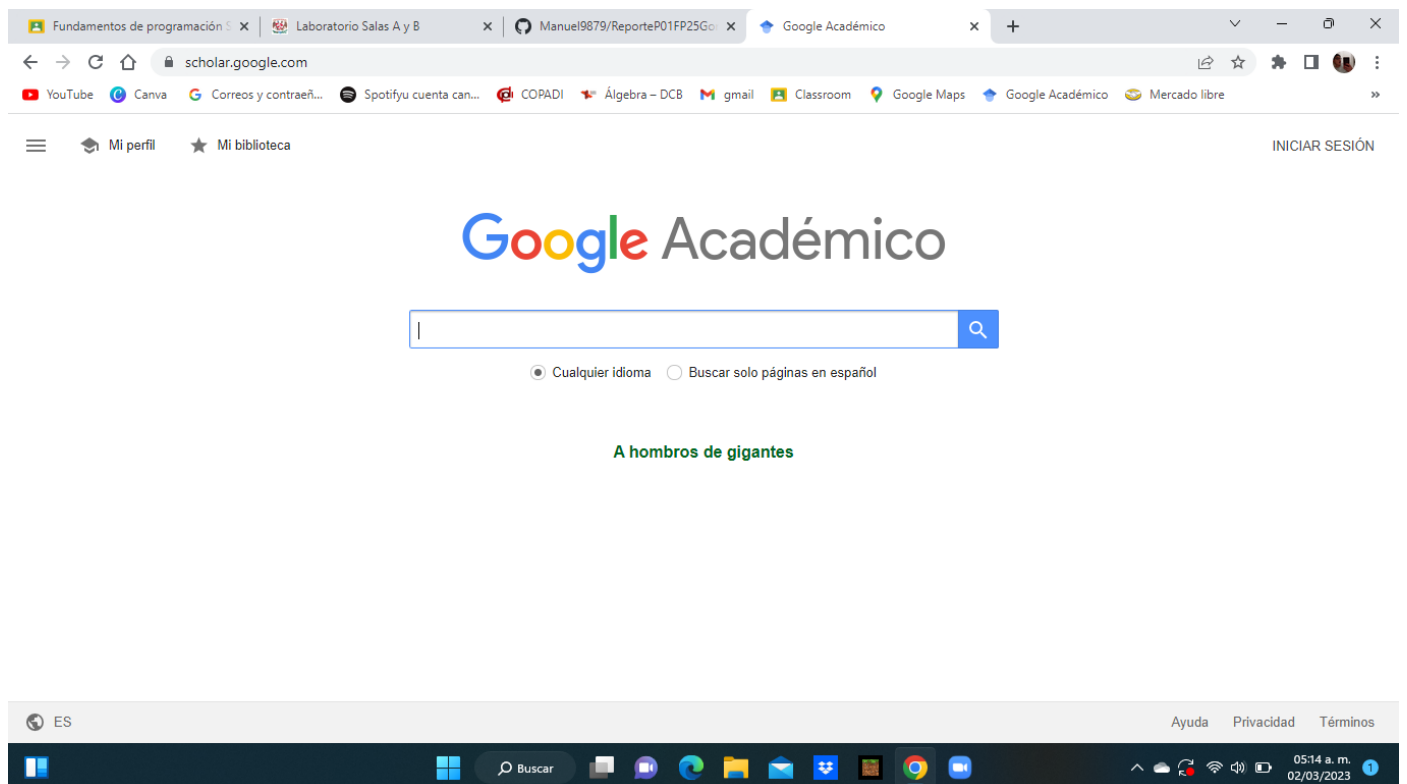 Fundamentos de programación S
Laboratorio Salas A y B
Manuel9879/ReporteP01FP25Go
Google Académico
scholar.google.com
YouTube
Canva
Correos y contraeñ...
Spotifyu cuenta can...
COPADI
Álgebra – DCB
gmail
Classroom
Google Maps
Google Académico
Mercado libre
»
Mi perfil
Mi biblioteca
INICIAR SESIÓN
Google Académico
Cualquier idioma
Buscar solo páginas en español
A hombros de gigantes
ES
Ayuda
Privacidad
Términos
Buscar
05:14 a. m.
02/03/2023
1